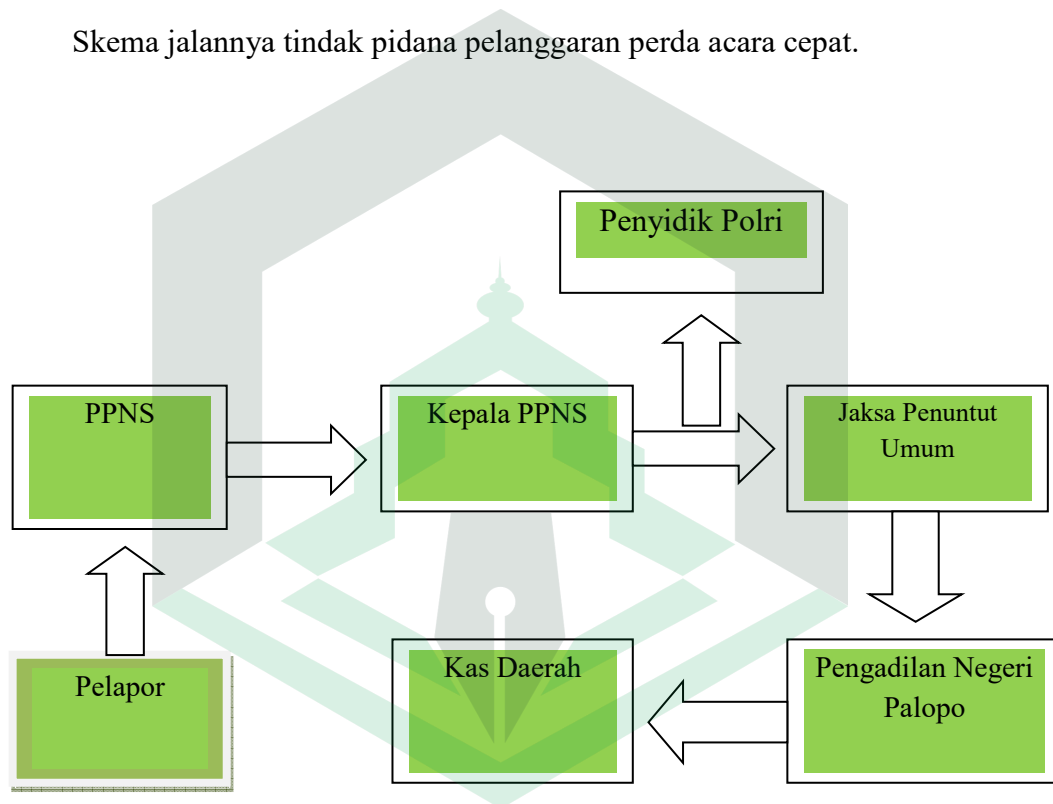 Skema jalannya tindak pidana pelanggaran perda acara cepat.
Penyidik Polri
PPNS
Kepala PPNS
Jaksa Penuntut
Umum
Pelapor
Kas Daerah
Pengadilan Negeri
Palopo